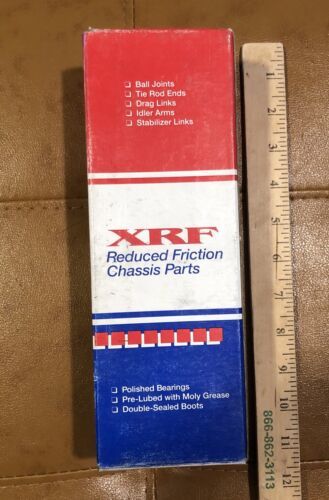 ☐ Ball Joints
☐ Tie Rod Ends
☐ Drag Links
☐ Idler Arms
☐ Stabilizer Links
XRF
Reduced Friction
Chassis Parts
☐ Polished Bearings
☐ Pre-Lubed with Moly Grease
☐ Double-Sealed Boots
1
2
3
4
5
6
7
8
9
10
11
12
866-862-3113